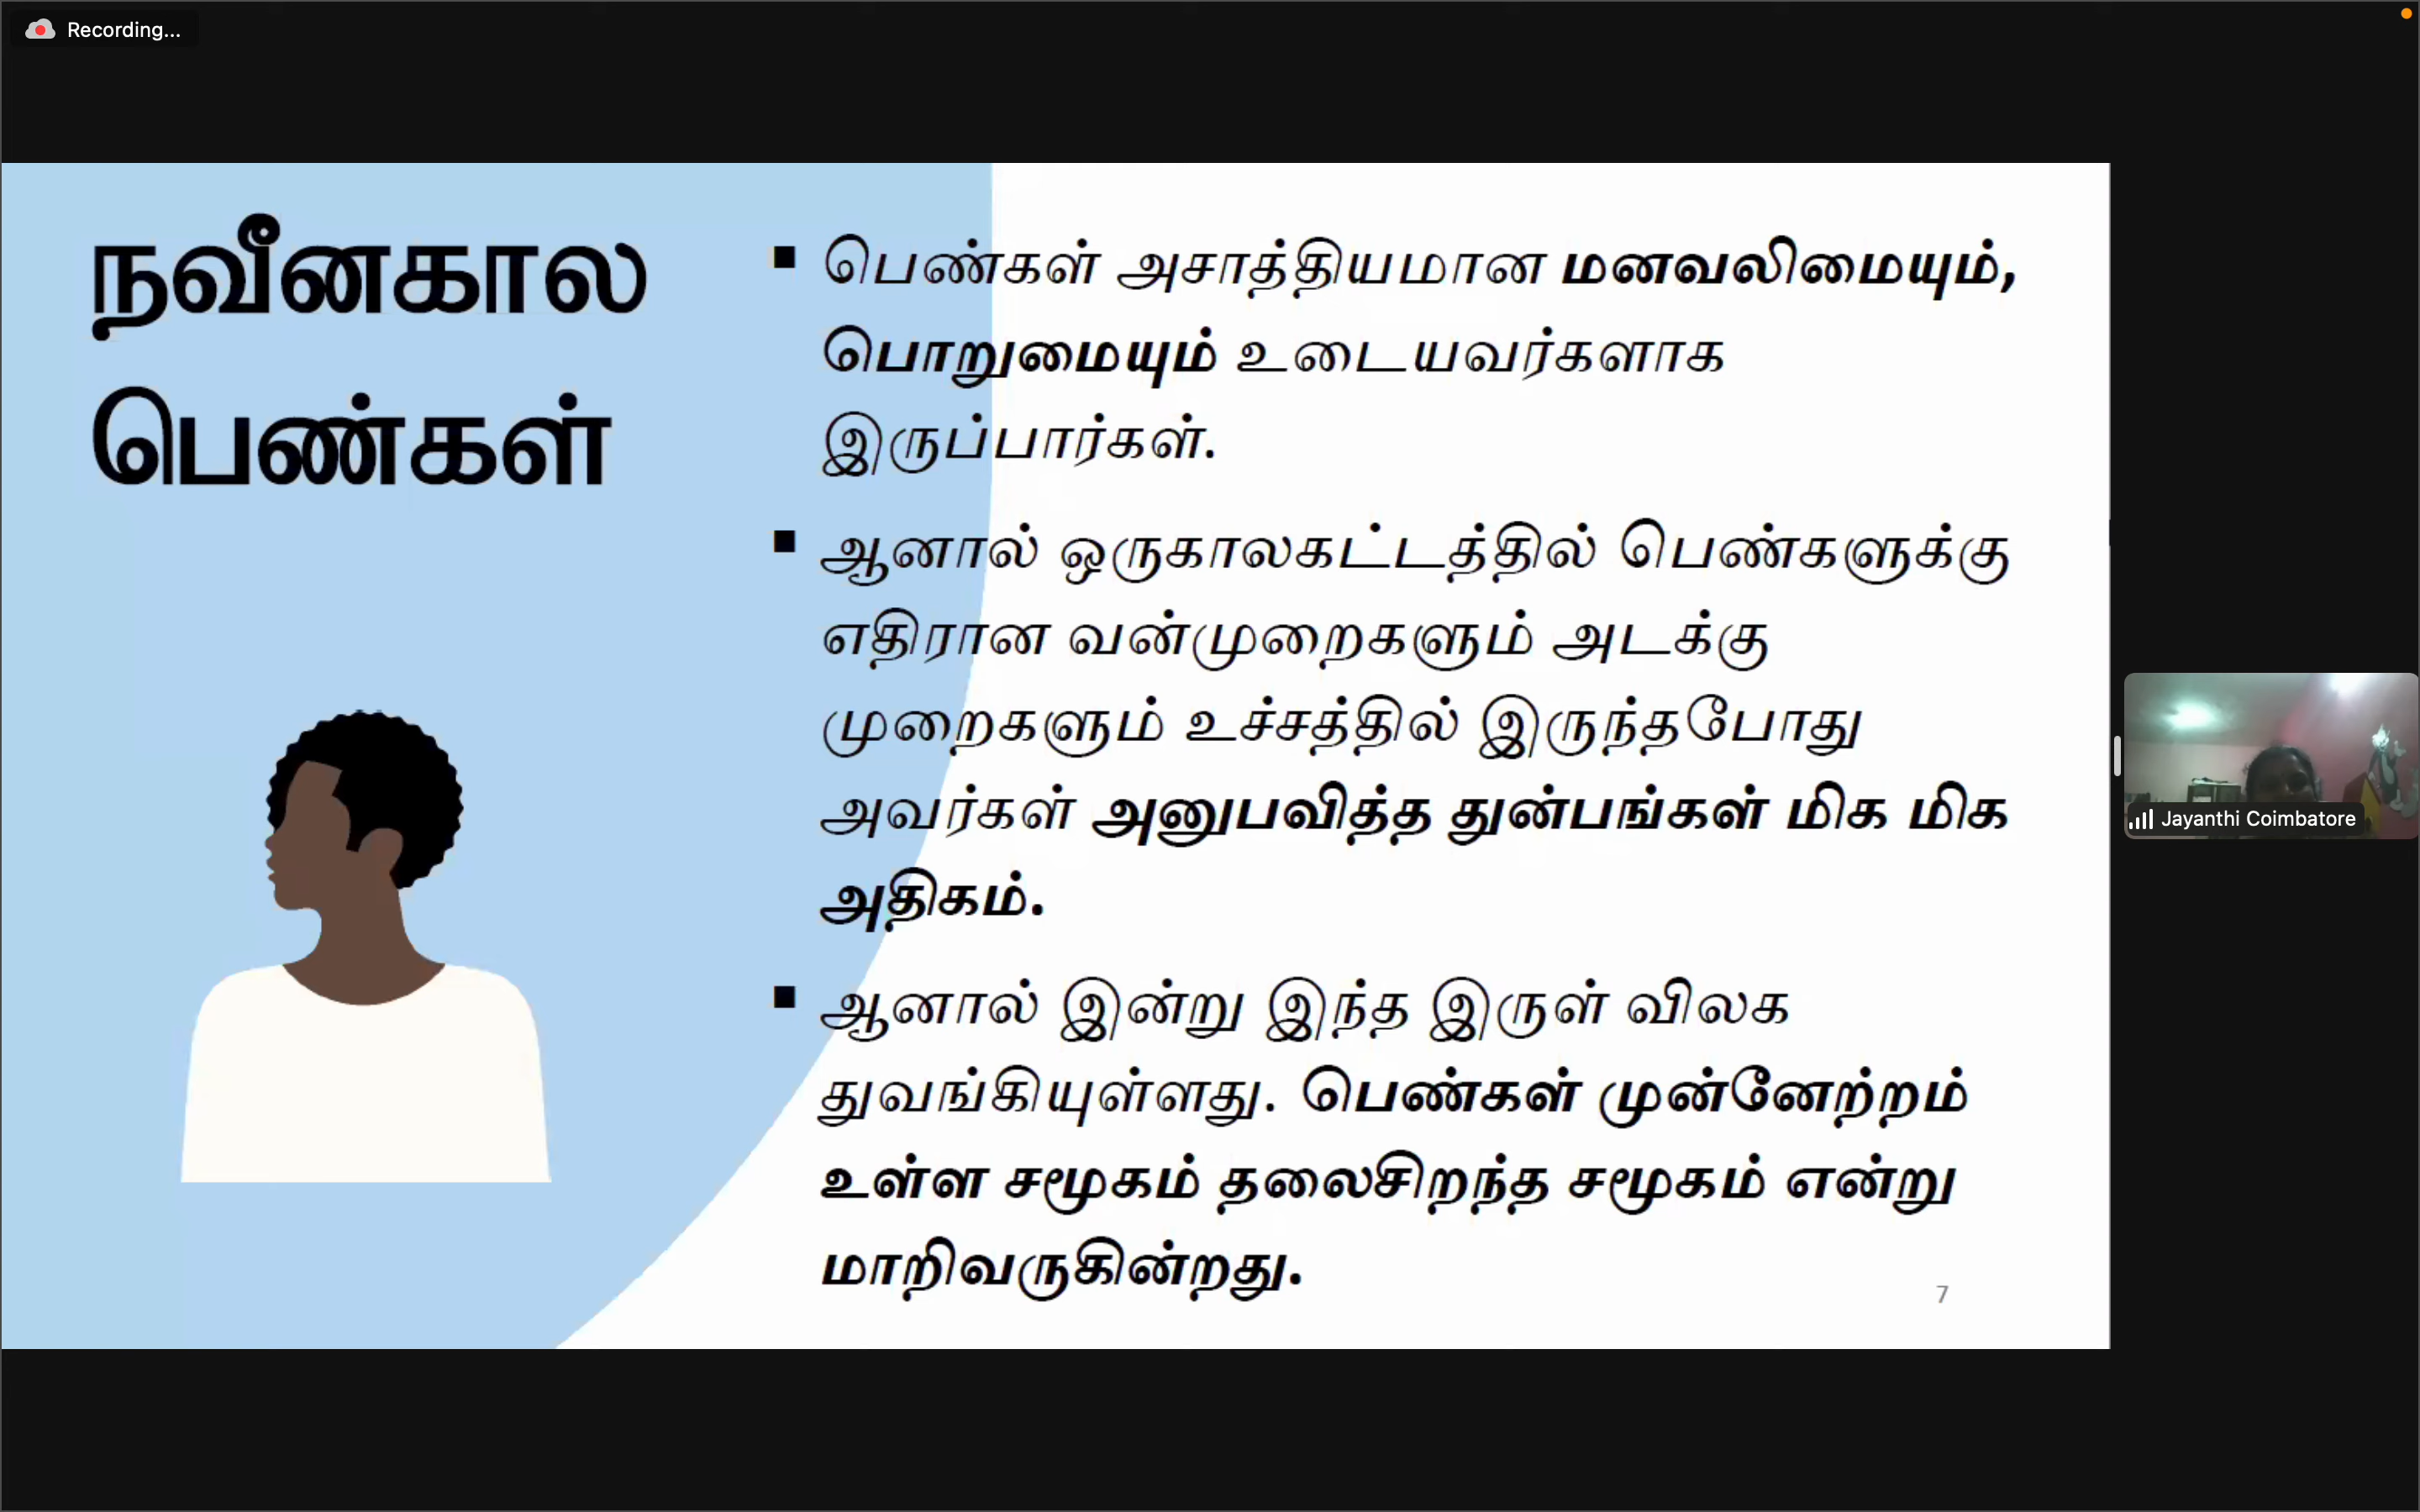 Recording...
நவீனகால
பெண்கள்
▪ பெண்கள் அசாத்தியமான மனவலிமையும்,
பொறுமையும் உடையவர்களாக
இருப்பார்கள்.
▪ ஆனால் ஒருகாலகட்டத்தில் பெண்களுக்கு
எதிரான வன்முறைகளும் அடக்கு
முறைகளும் உச்சத்தில் இருந்தபோது
அவர்கள் அனுபவித்த துன்பங்கள் மிக மிக
அதிகம்.
▪ ஆனால் இன்று இந்த இருள் விலக
துவங்கியுள்ளது. பெண்கள் முன்னேற்றம்
உள்ள சமூகம் தலைசிறந்த சமூகம் என்று
மாறிவருகின்றது.
7
Jayanthi Coimbatore